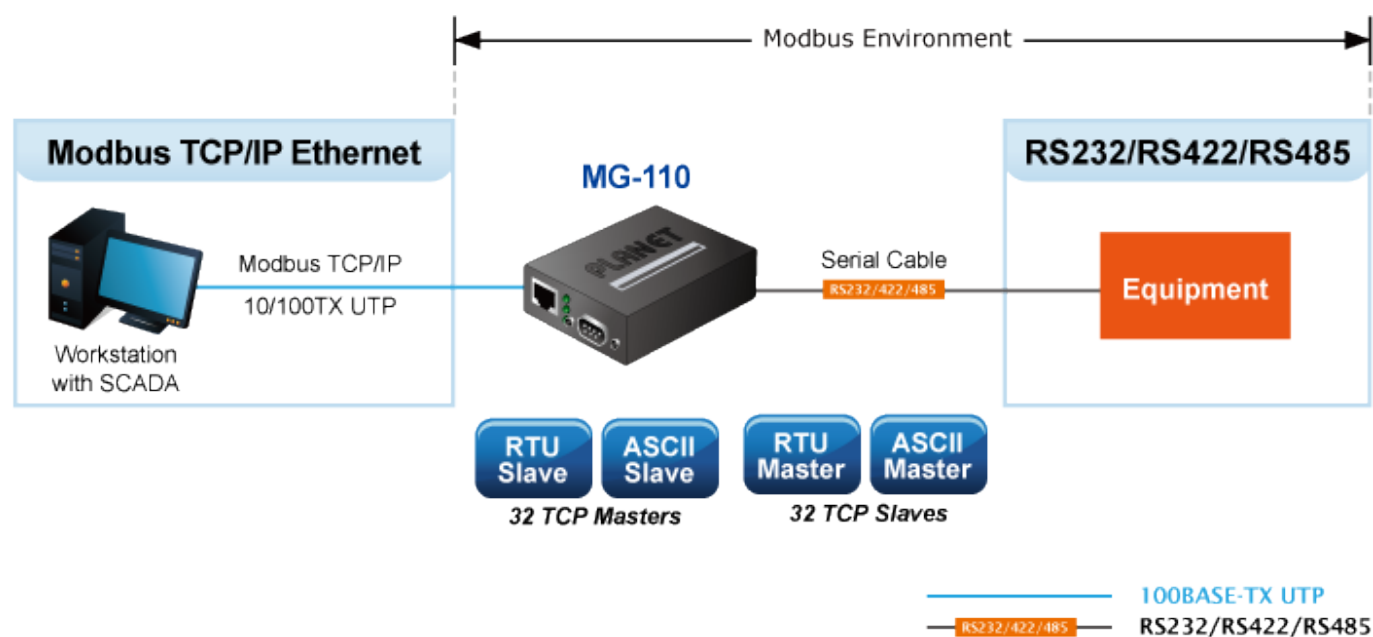 Modbus Environment
Modbus TCP/IP Ethernet
RS232/RS422/RS485
MG-110
PLANET
Modbus TCP/IP
10/100TX UTP
Serial Cable
RS232/422/485
Equipment
Workstation
with SCADA
RTU
Slave
ASCII
Slave
RTU
Master
ASCII
Master
32 TCP Masters
32 TCP Slaves
100BASE-TX UTP
RS232/422/485
RS232/RS422/RS485